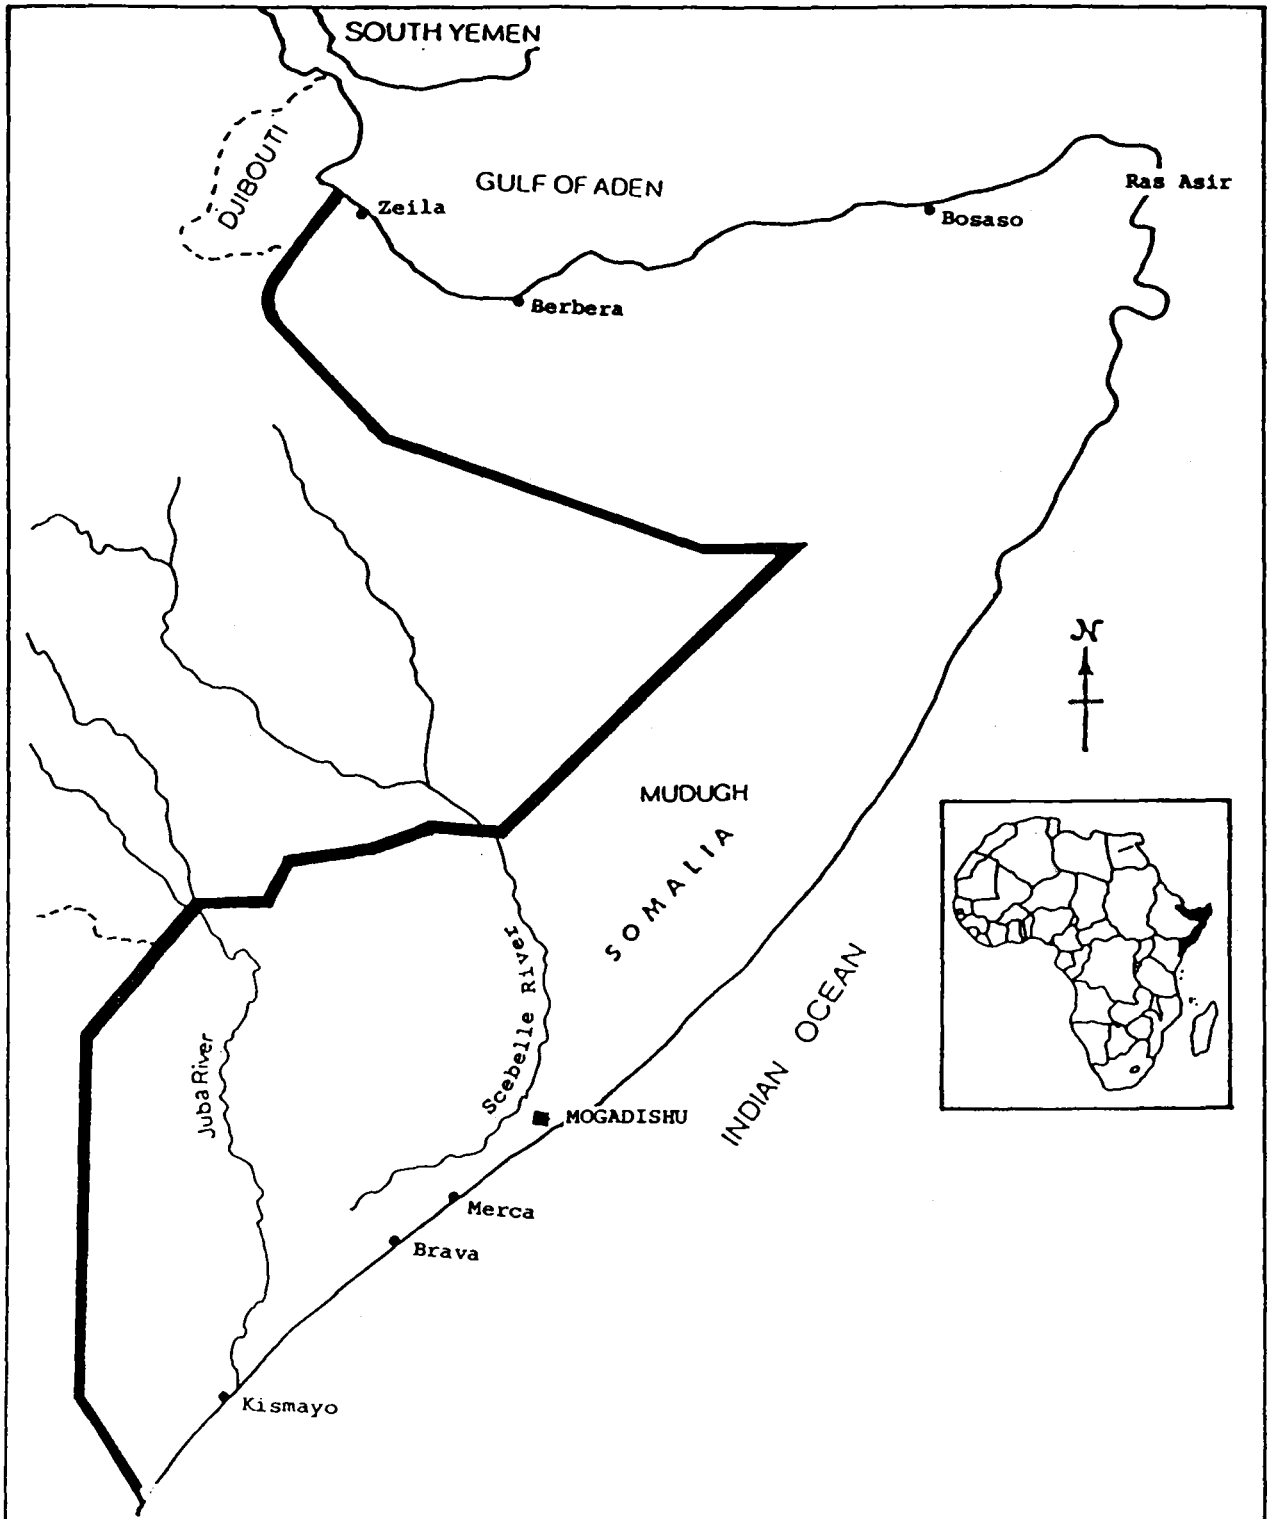 SOUTH YEMEN
DJIBOUTI
GULF OF ADEN
Ras Asir
Zeila
Bosaso
Berbera
N
MUDUGH
SOMALIA
Scebelle River
INDIAN OCEAN
Juba River
MOGADISHU
Merca
Brava
Kismayo